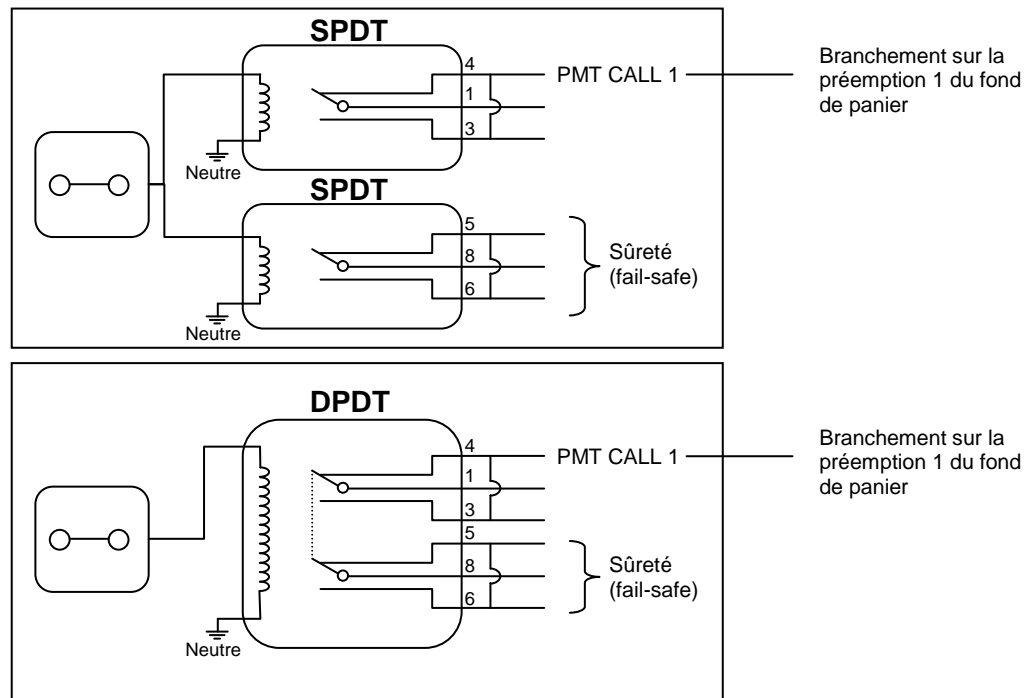 SPDT
4
PMT CALL 1
Branchement sur la
préemption 1 du fond
de panier
1
3
Neutre
SPDT
5
8
Sûreté
(fail-safe)
6
Neutre
DPDT
4
PMT CALL 1
Branchement sur la
préemption 1 du fond
de panier
1
3
5
8
Sûreté
(fail-safe)
6
Neutre